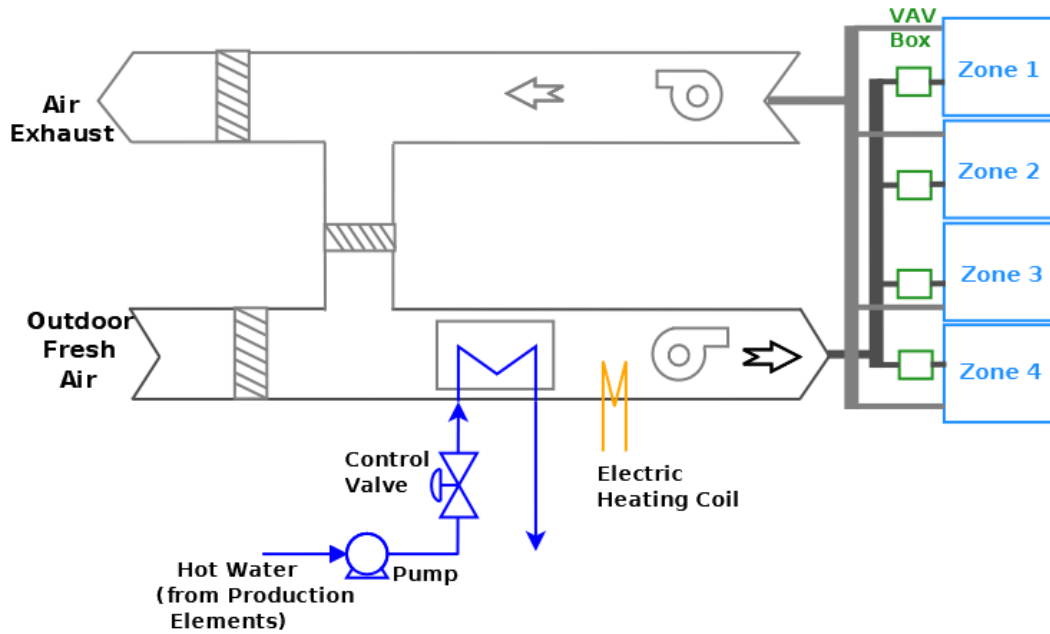 VAV
Box
Zone 1
Air
Exhaust
Zone 2
Zone 3
Outdoor
Fresh
Air
Zone 4
Control
Valve
Electric
Heating Coil
Hot Water
(from Production
Elements)
Pump